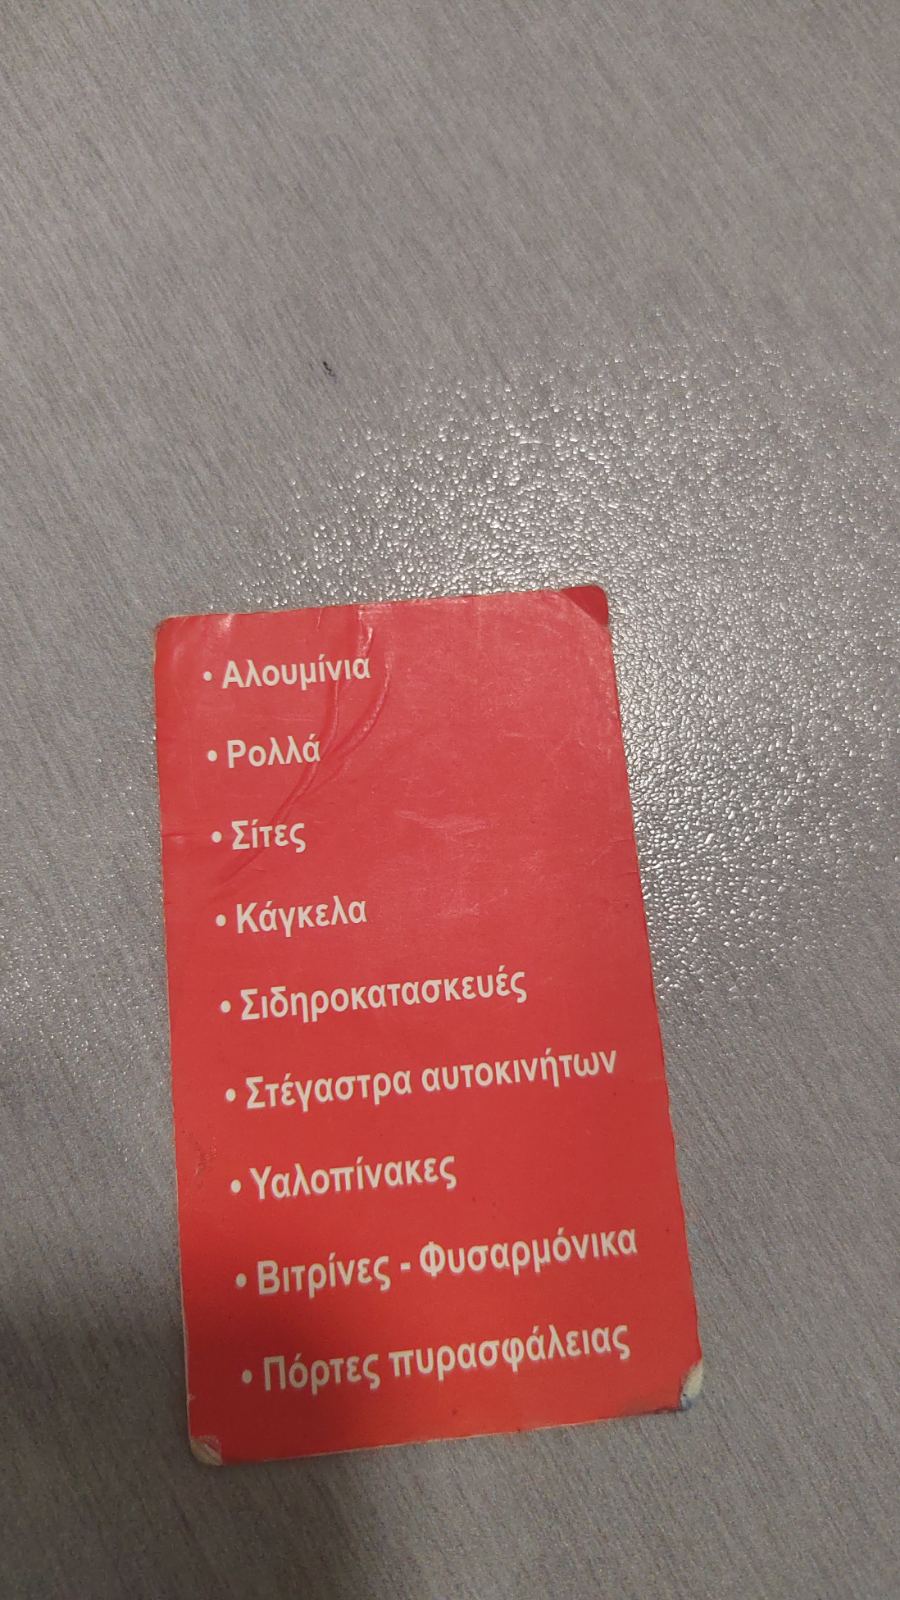 • Αλουμίνια
• Ρολλά
• Σίτες
• Κάγκελα
• Σιδηροκατασκευές
• Στέγαστρα αυτοκινήτων
• Υαλοπίνακες
• Βιτρίνες - Φυσαρμόνικα
• Πόρτες πυρασφάλειας